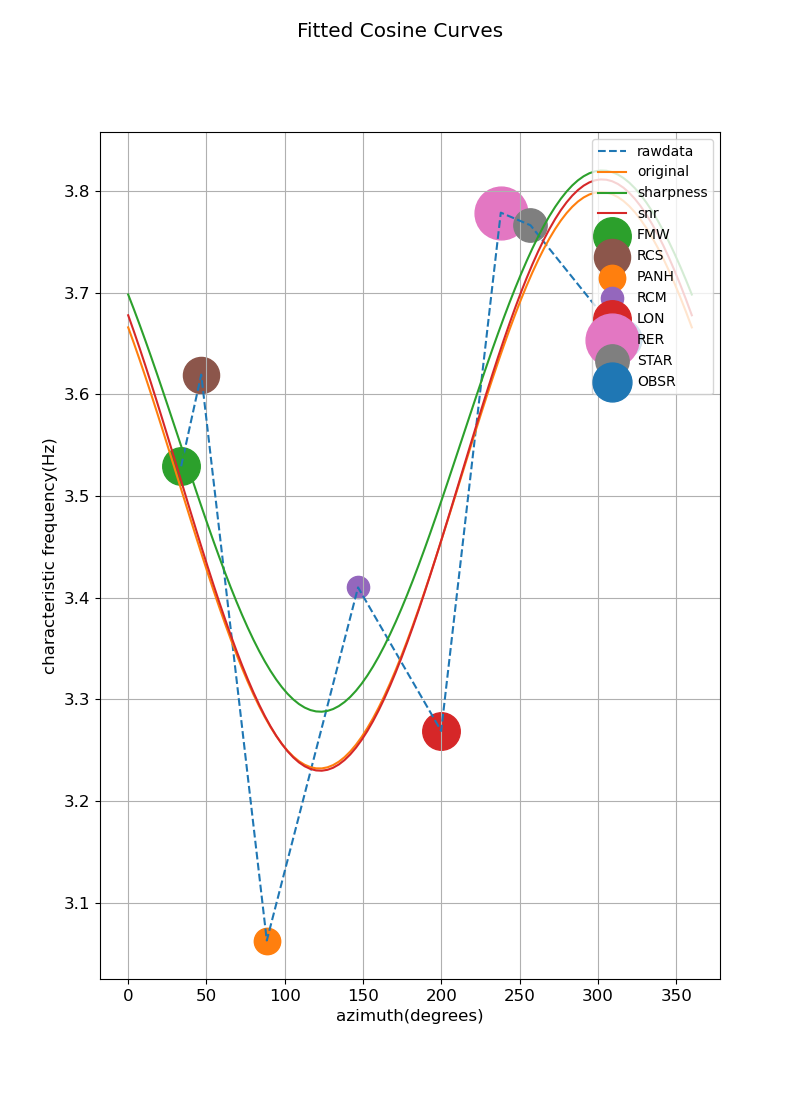 Fitted Cosine Curves
rawdata
original
sharpness
snr
FMW
RCS
PANH
RCM
LON
RER
STAR
OBSR
characteristic frequency(Hz)
3.8
3.7
3.6
3.5
3.4
3.3
3.2
3.1
0 50 100 150 200 250 300 350
azimuth(degrees)